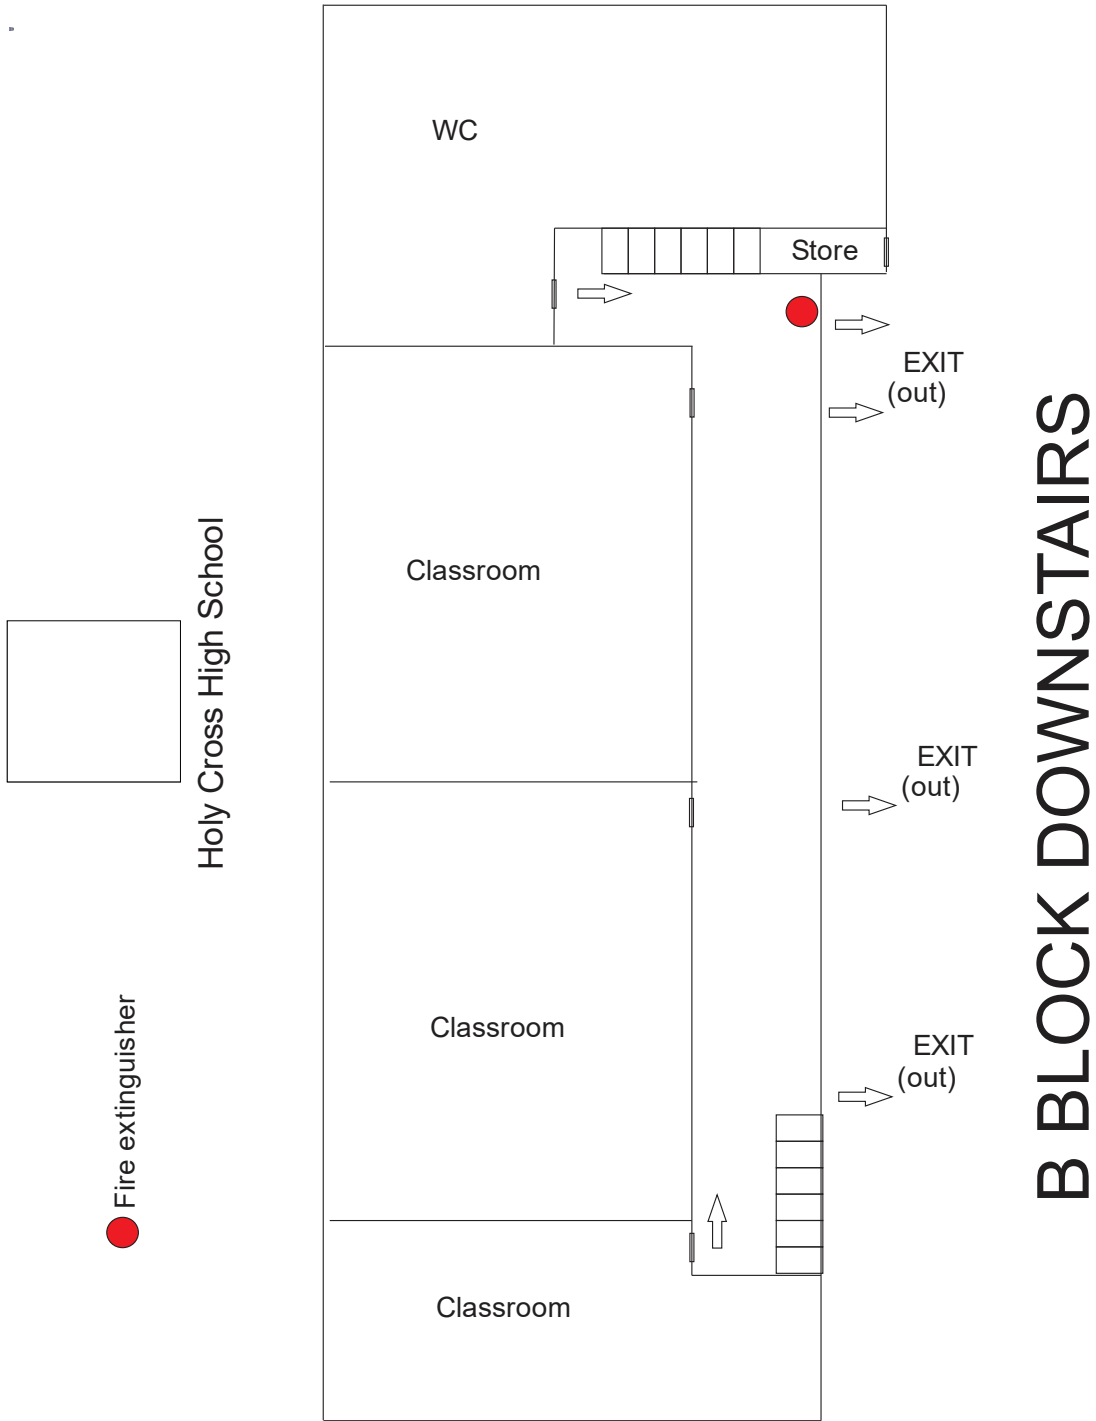 WC
Store
EXIT
(out)
Classroom
Holy Cross High School
EXIT
(out)
Classroom
Fire extinguisher
EXIT
(out)
Classroom
B BLOCK DOWNSTAIRS